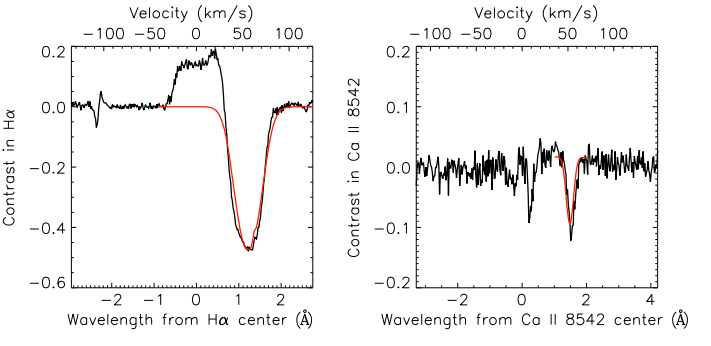 Velocity (km/s)
−100 −50 0 50 100
0.2
0.0
−0.2
−0.4
−0.6
Contrast in Hα
−2 −1 0 1 2
Wavelength from Hα center (Å)
Velocity (km/s)
−100 −50 0 50 100
0.2
0.1
0.0
−0.1
−0.2
Contrast in Ca II 8542
−2 0 2 4
Wavelength from Ca II 8542 center (Å)